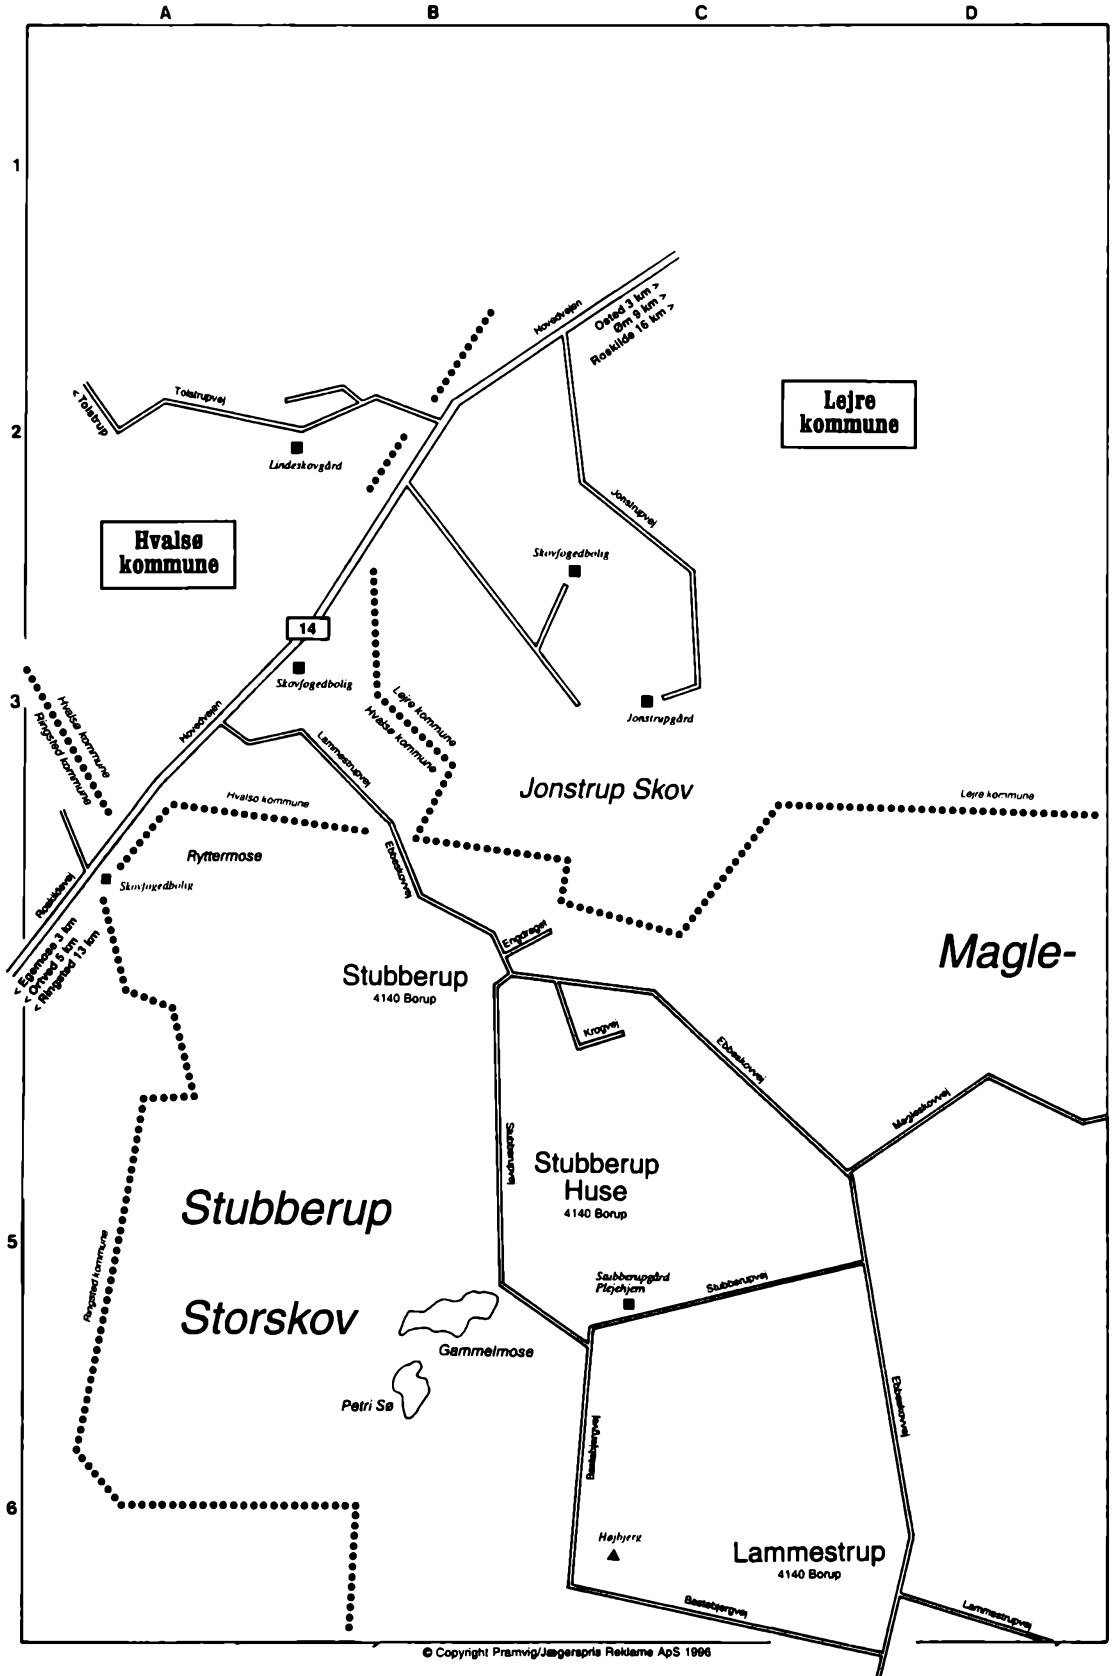 A B C D
1
Hovedvejen
Osted 3 km >
Øm 9 km >
Roskilde 16 km >
Tolstrupvej
< Tolstrup
2
Lejre
kommune
Lindeskovgård
Jonstrupvej
Hvalsø
kommune
Skovfogedbolig
14
Skovfogedbolig
3
Hovedvejen
Lejre kommune
Hvalsø kommune
Jonstrupgård
Hvalsø kommune
Ringsted kommune
Lammestrupvej
Jonstrup Skov
Hvalsø kommune
Lejre kommune
Ryttermose
Ebbeskovvej
Skovfogedbolig
Roskildevej
< Egemose 3 km
< Ortved 5 km
< Ringsted 13 km
Engdraget
Magle-
Stubberup
4140 Borup
Krogvej
Ebbeskovvej
Magleskovvej
Stubberupvej
Stubberup
Huse
4140 Borup
Stubberup
5
Ringsted kommune
Stubberupgård
Plejehjem
Stubberupvej
Storskov
Gammelmose
Petri Sø
Ebbeskovvej
Bastebjergvej
6
Højbjerg
Lammestrup
4140 Borup
Bastebjergvej
Lammestrupvej
© Copyright Pramvig/Jægerspris Reklame ApS 1996